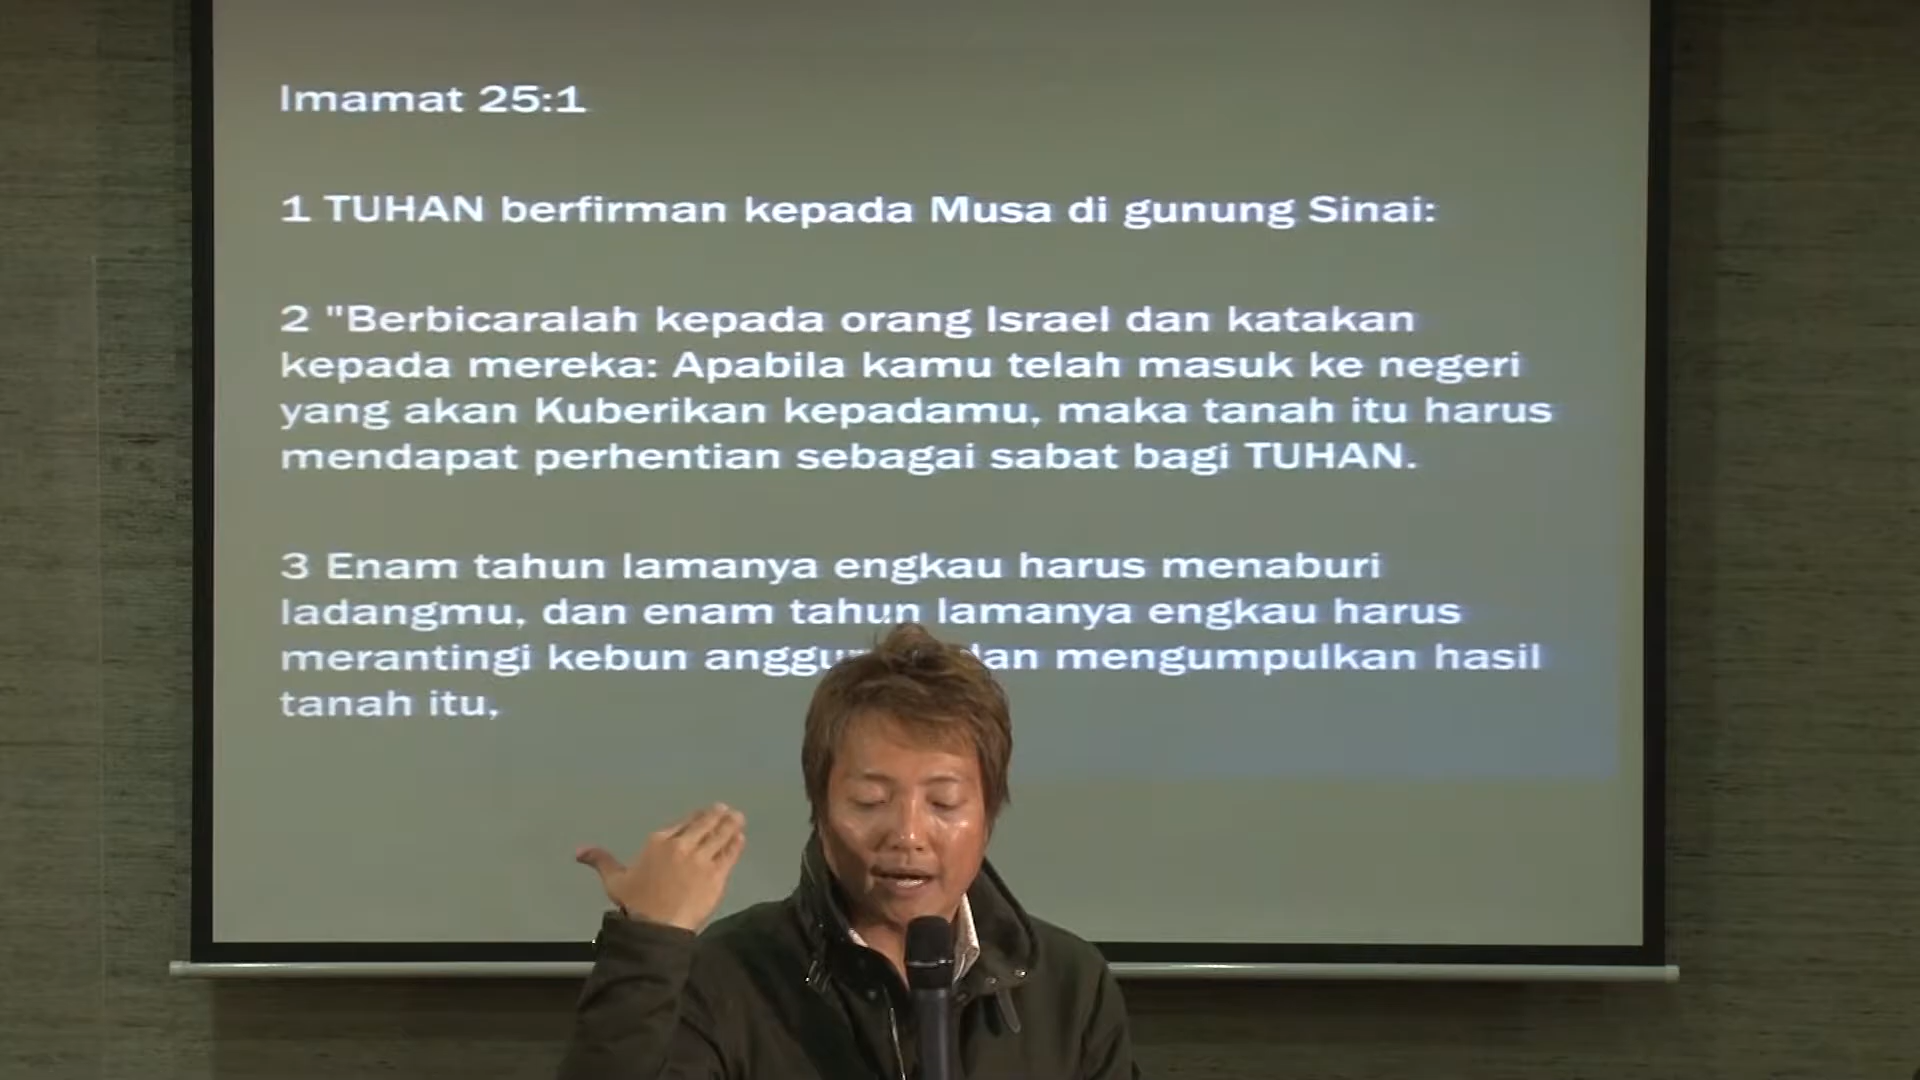 Imamat 25:1
1 TUHAN berfirman kepada Musa di gunung Sinai:
2 "Berbicaralah kepada orang Israel dan katakan
kepada mereka: Apabila kamu telah masuk ke negeri
yang akan Kuberikan kepadamu, maka tanah itu harus
mendapat perhentian sebagai sabat bagi TUHAN.
3 Enam tahun lamanya engkau harus menaburi
ladangmu, dan enam tahun lamanya engkau harus
merantingi kebun mengumpulkan hasil
tanah itu,